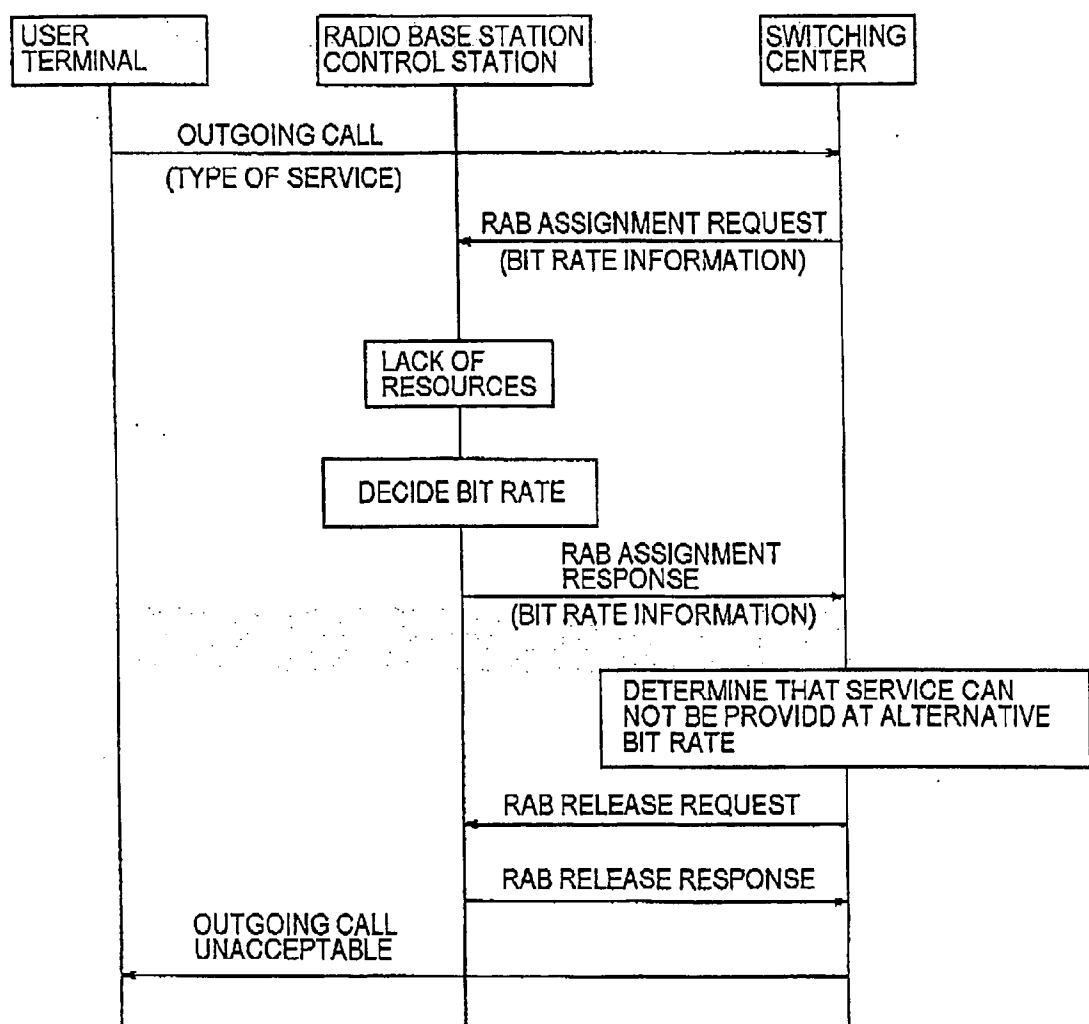 USER
TERMINAL
RADIO BASE STATION
CONTROL STATION
SWITCHING
CENTER
OUTGOING CALL
(TYPE OF SERVICE)
RAB ASSIGNMENT REQUEST
(BIT RATE INFORMATION)
LACK OF
RESOURCES
DECIDE BIT RATE
RAB ASSIGNMENT
RESPONSE
(BIT RATE INFORMATION)
DETERMINE THAT SERVICE CAN
NOT BE PROVIDD AT ALTERNATIVE
BIT RATE
RAB RELEASE REQUEST
RAB RELEASE RESPONSE
OUTGOING CALL
UNACCEPTABLE